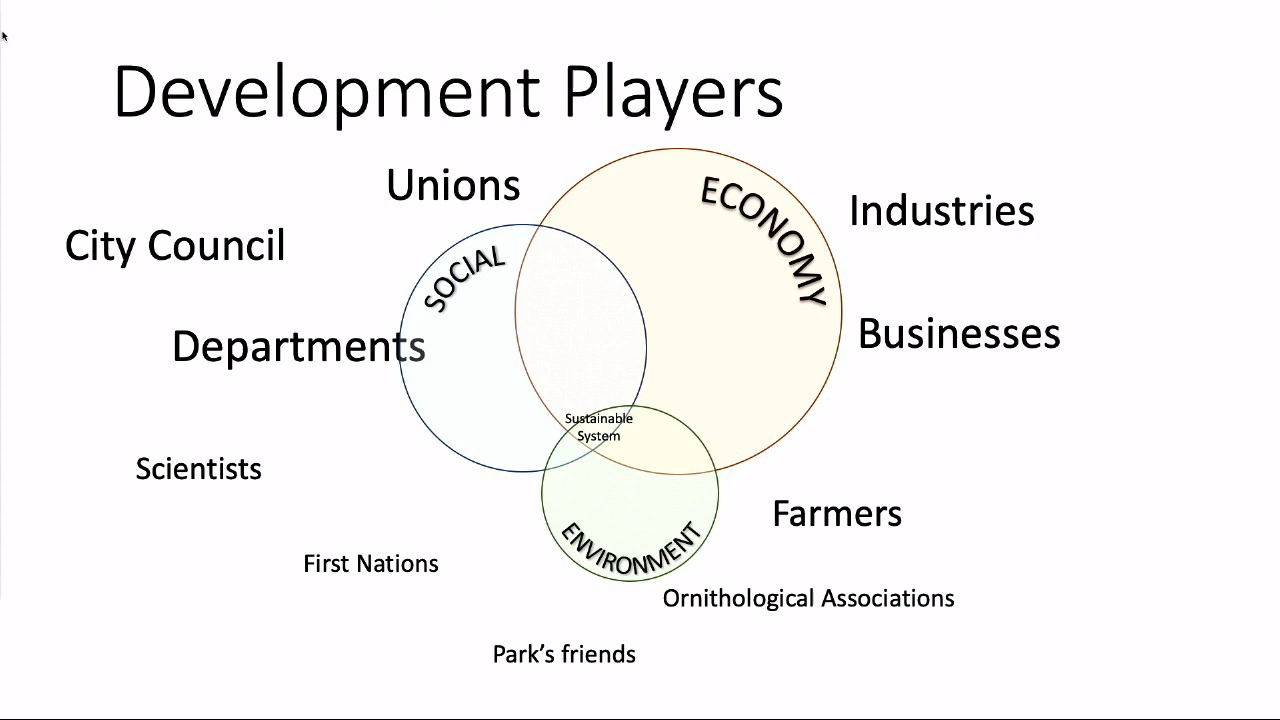 Development Players
Unions
ECONOMY
Industries
City Council
SOCIAL
Businesses
Departments
Sustainable
System
Scientists
Farmers
ENVIRONMENT
First Nations
Ornithological Associations
Park’s friends